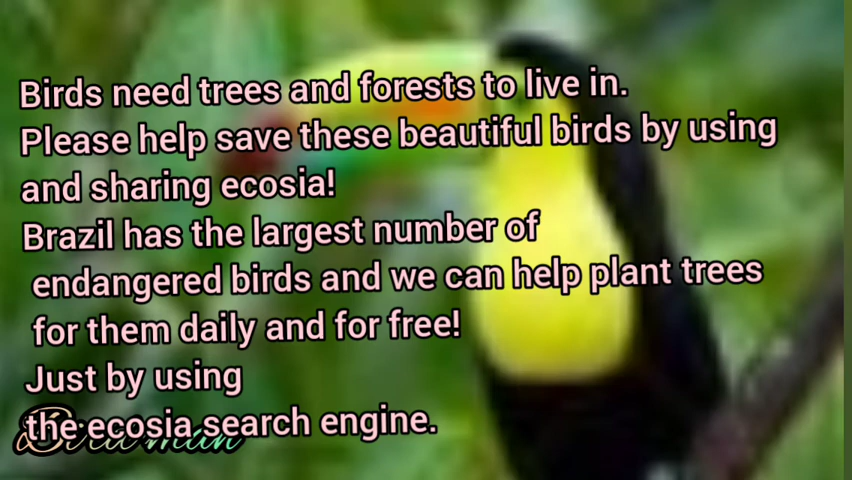 Birds need trees and forests to live in.
Please help save these beautiful birds by using
and sharing ecosia!
Brazil has the largest number of
endangered birds and we can help plant trees
for them daily and for free!
Just by using
the ecosia search engine.